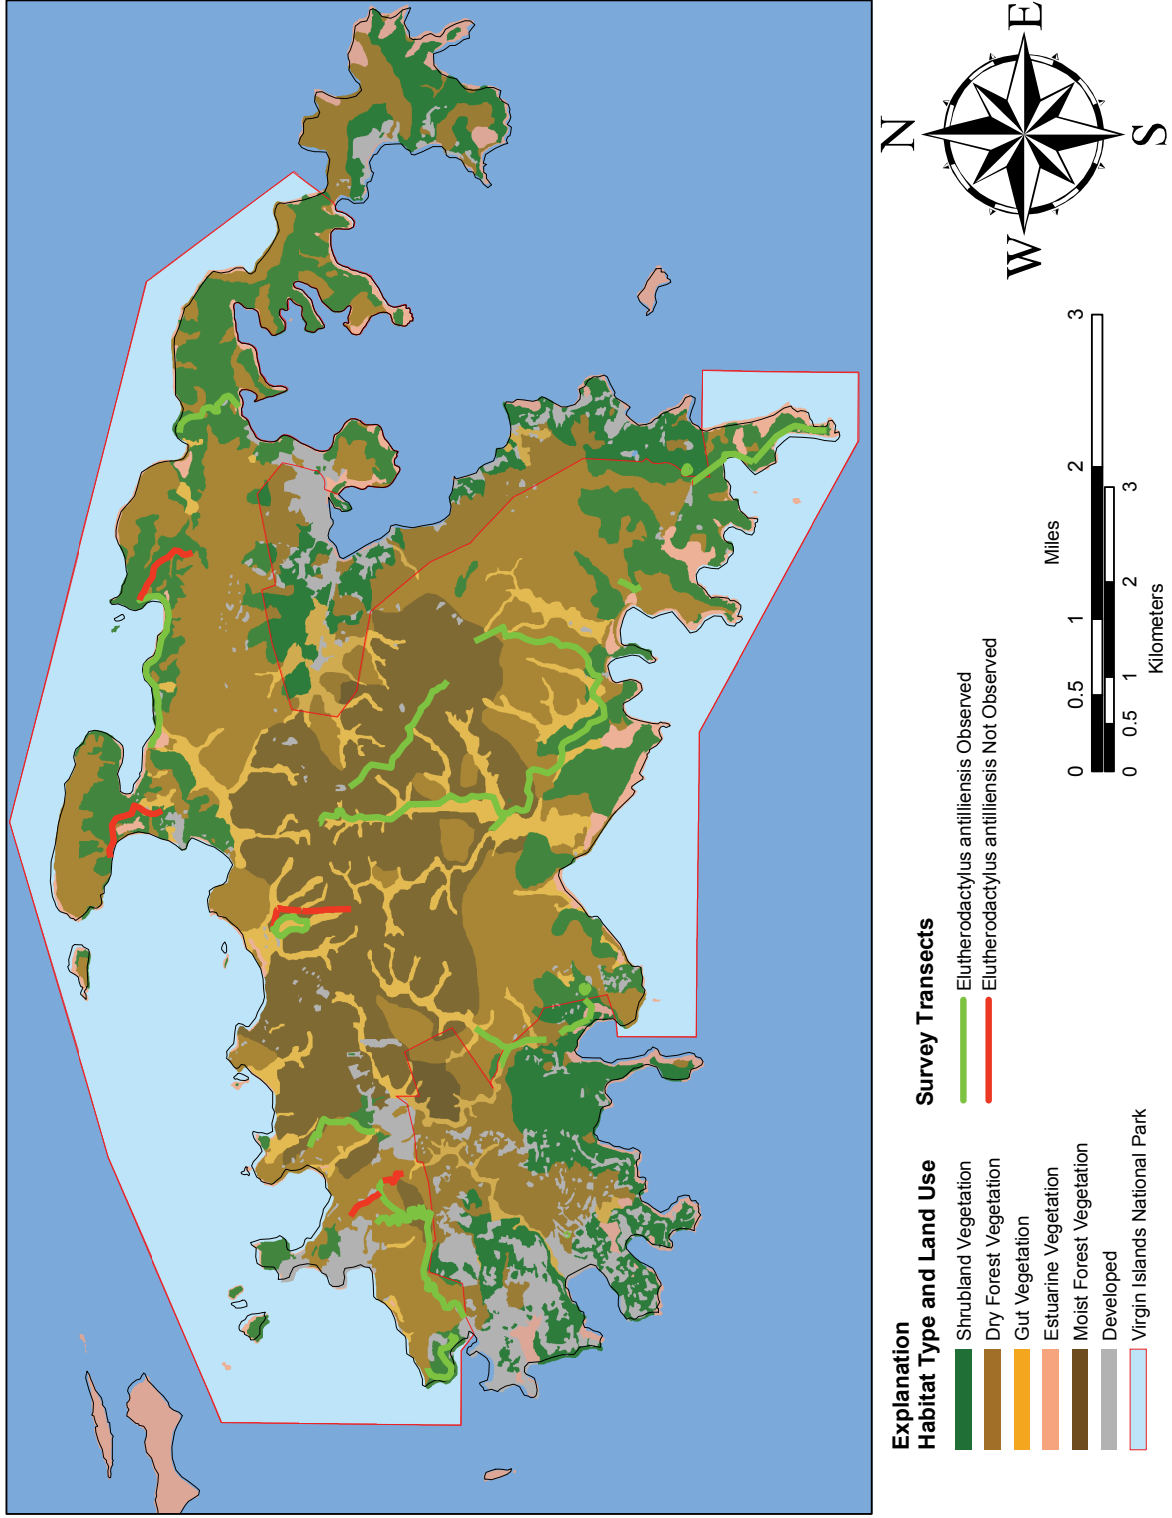 Explanation
Habitat Type and Land Use
Shrubland Vegetation
Dry Forest Vegetation
Gut Vegetation
Estuarine Vegetation
Moist Forest Vegetation
Developed
Virgin Islands National Park
Survey Transects
Elutherodactylus antilliensis Observed
Elutherodactylus antilliensis Not Observed
Miles
0 0.5 1 2 3
0 0.5 1 2 3
Kilometers
N
W
E
S